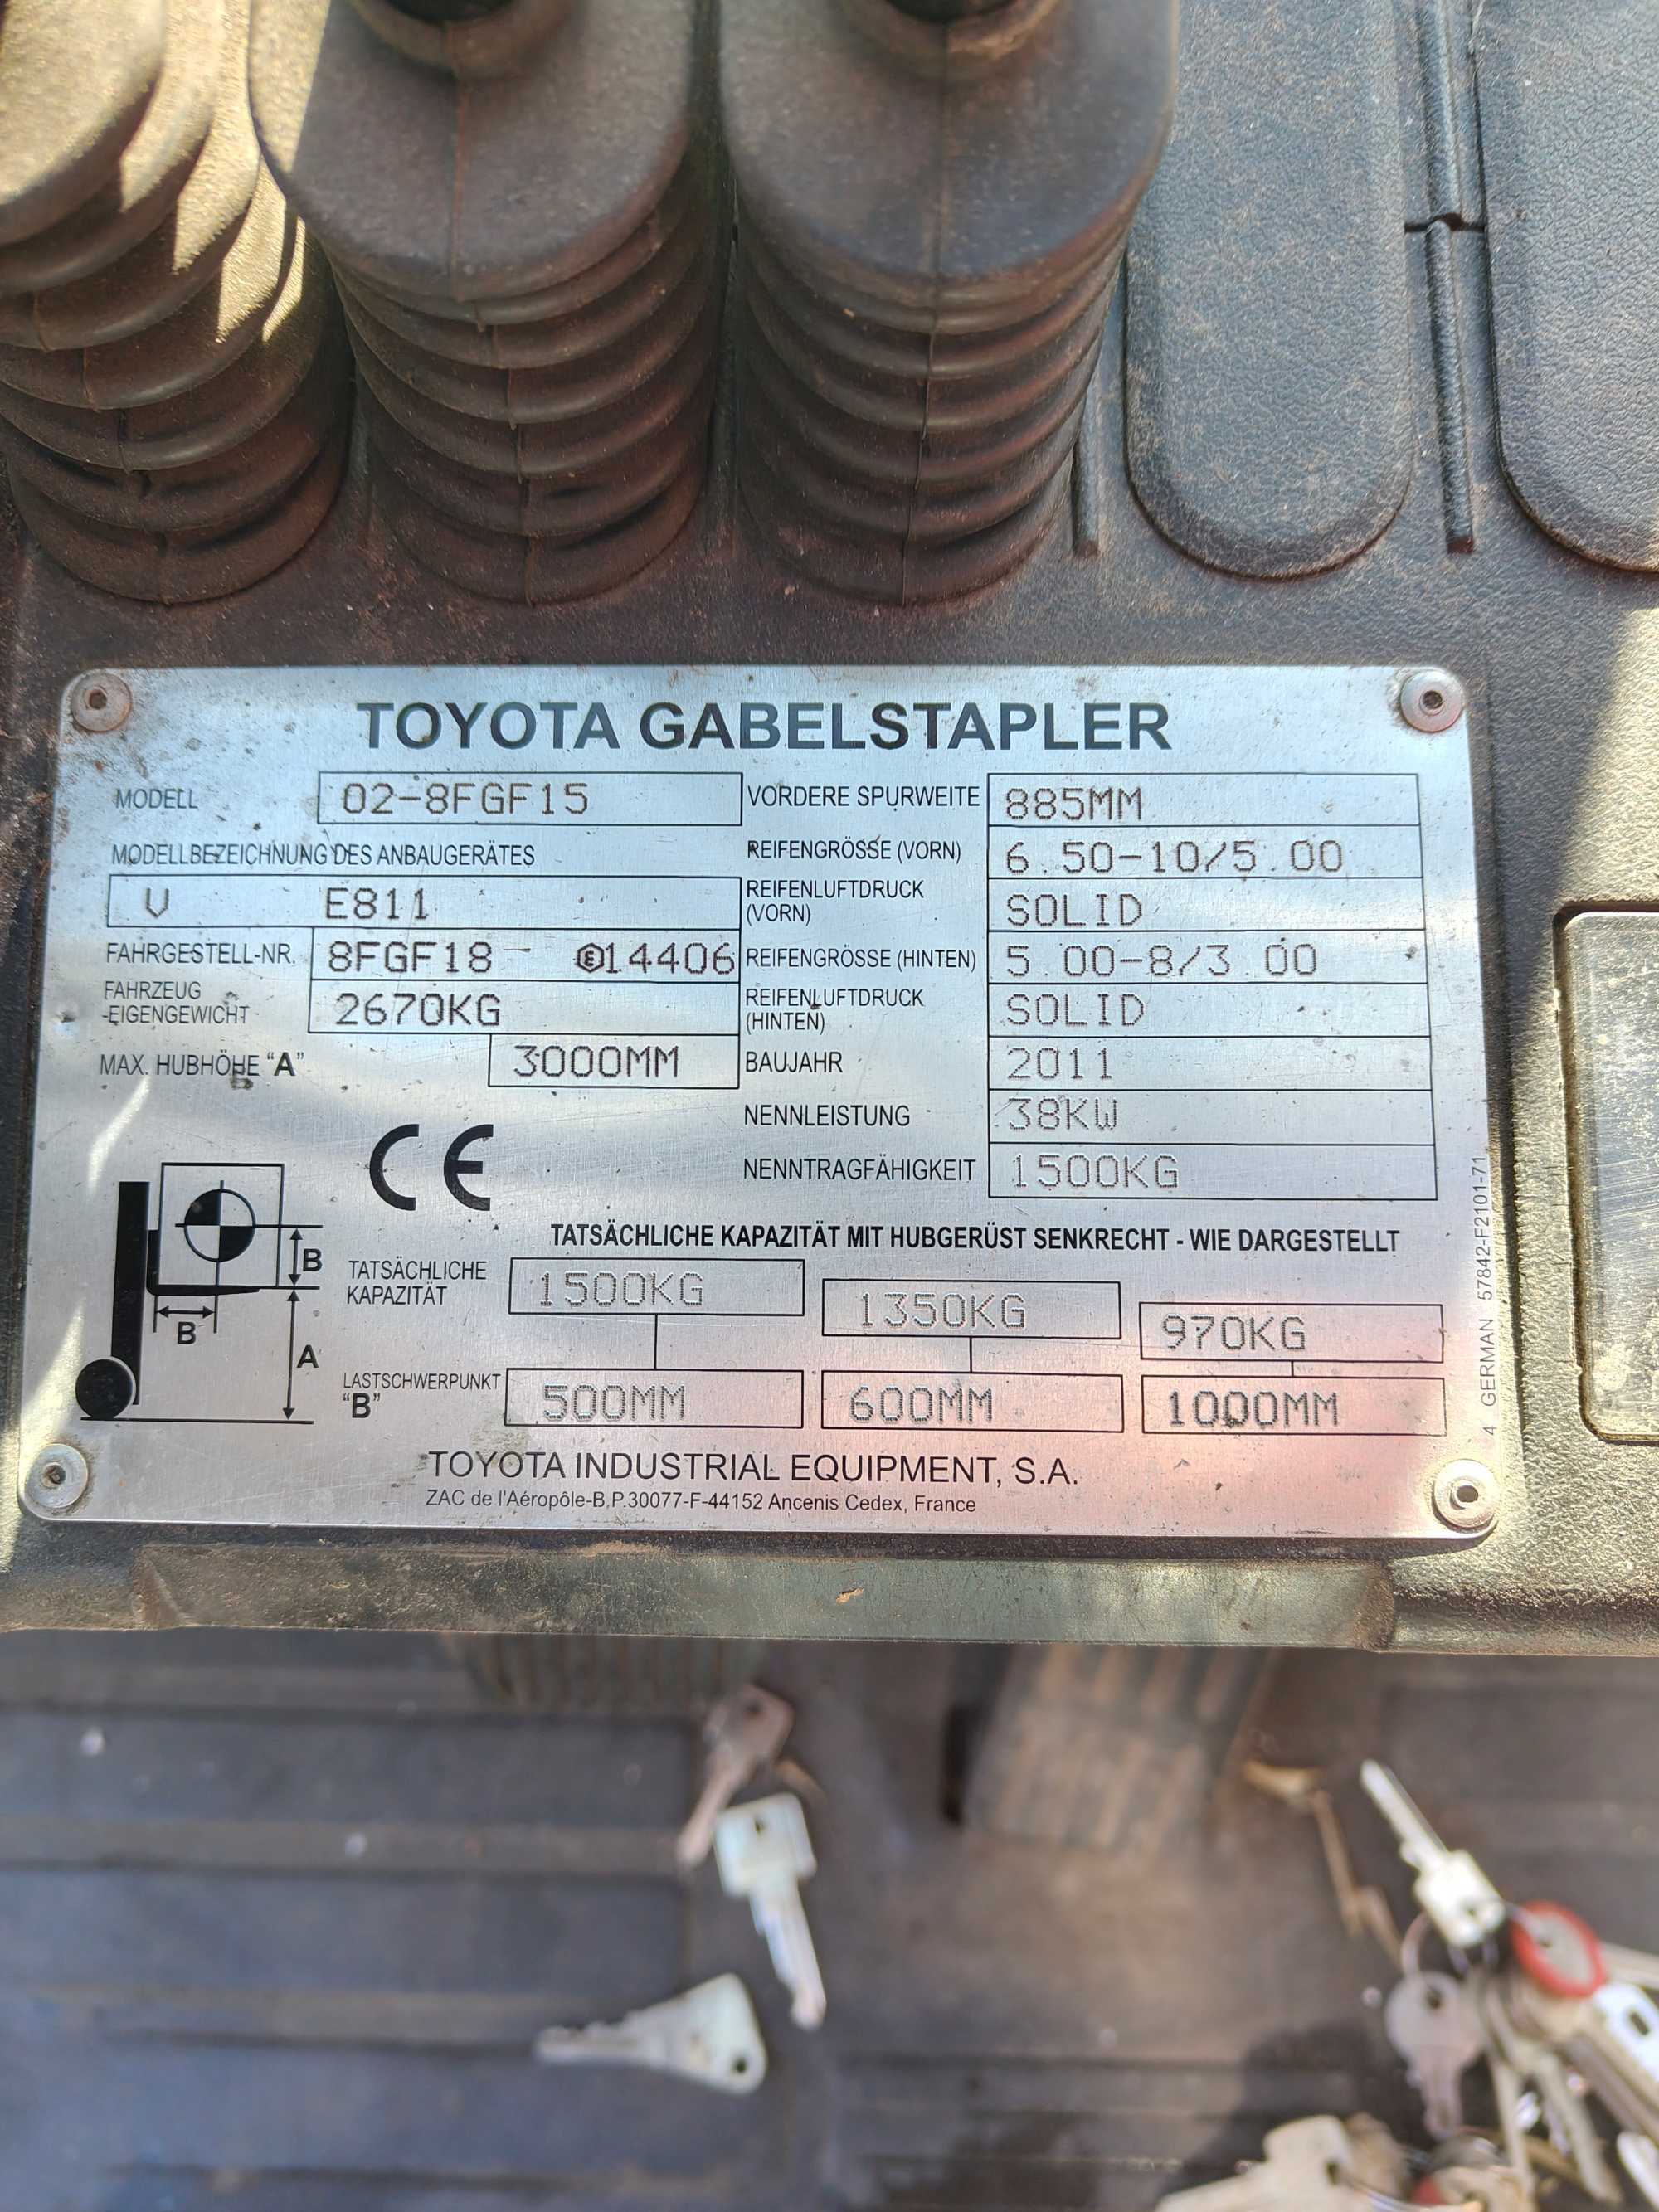 TOYOTA GABELSTAPLER
MODELL 02-8FGF15 VORDERE SPURWEITE 885MM
MODELLBEZEICHNUNG DES ANBAUGERÄTES REIFENGRÖSSE (VORN) 6.50-10/5.00
V E811 REIFENLUFTDRUCK (VORN) SOLID
FAHRGESTELL-NR. 8FGF18 - E14406 REIFENGRÖSSE (HINTEN) 5.00-8/3.00
FAHRZEUG -EIGENGEWICHT 2670KG REIFENLUFTDRUCK (HINTEN) SOLID
MAX. HUBHÖHE "A" 3000MM BAUJAHR 2011
NENNLEISTUNG 38KW
CE NENNTRAGFÄHIGKEIT 1500KG
TATSÄCHLICHE KAPAZITÄT MIT HUBGERÜST SENKRECHT - WIE DARGESTELLT
B
TATSÄCHLICHE KAPAZITÄT 1500KG 1350KG 970KG
B
A
LASTSCHWERPUNKT "B" 500MM 600MM 1000MM
TOYOTA INDUSTRIAL EQUIPMENT, S.A.
ZAC de l'Aéropôle-B.P.30077-F-44152 Ancenis Cedex, France
4 GERMAN 57842-F2101-71